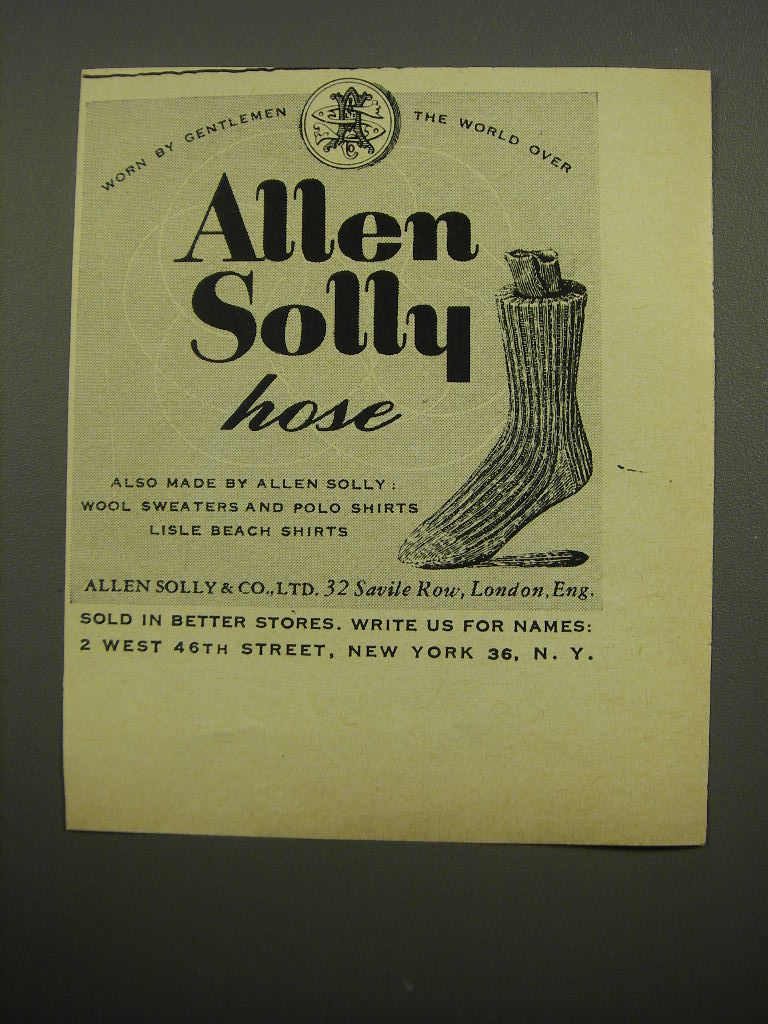 WORN BY GENTLEMEN THE WORLD OVER
Allen
Solly
hose
ALSO MADE BY ALLEN SOLLY:
WOOL SWEATERS AND POLO SHIRTS
LISLE BEACH SHIRTS
ALLEN SOLLY & CO., LTD. 32 Savile Row, London, Eng.
SOLD IN BETTER STORES. WRITE US FOR NAMES:
2 WEST 46TH STREET, NEW YORK 36, N. Y.